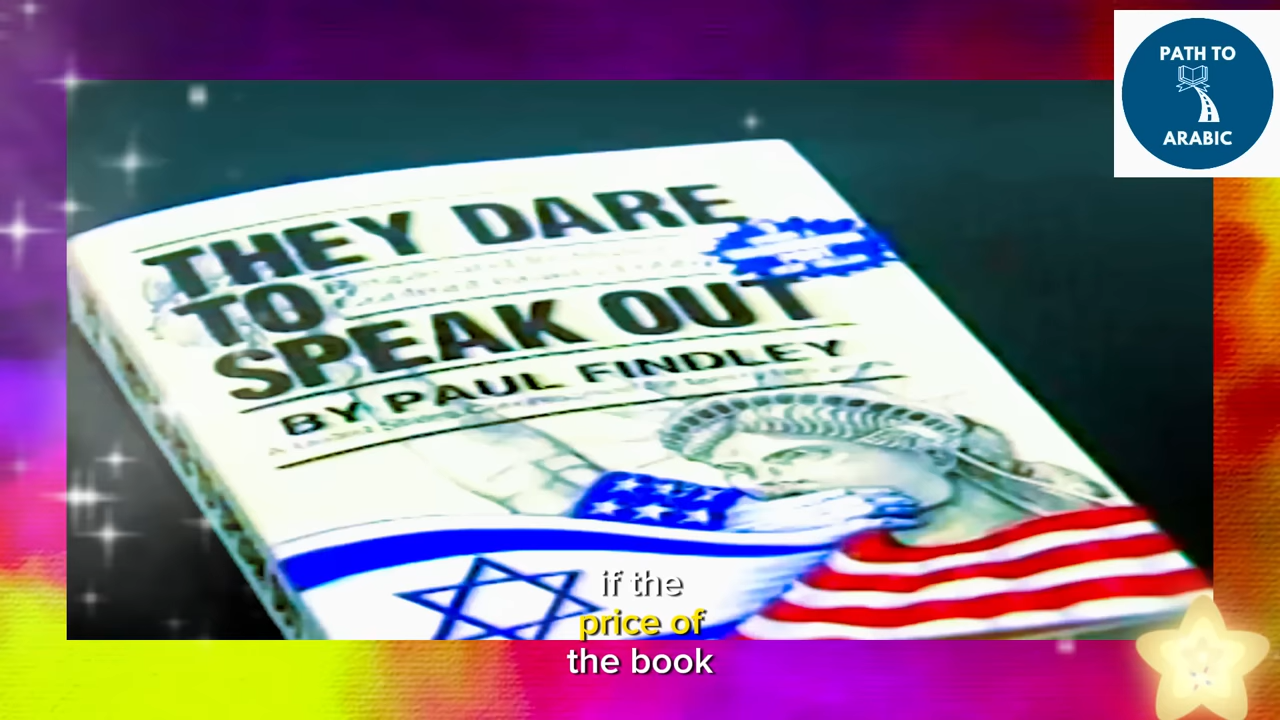 PATH TO
ARABIC
THEY DARE
TO
SPEAK OUT
BY PAUL FINDLEY
if the
price of
the book